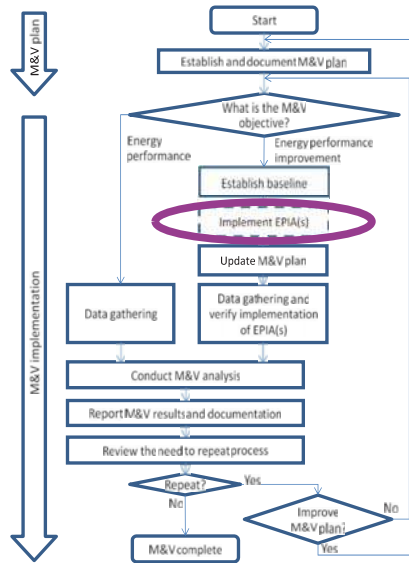 M&V plan
M&V implementation
Start
Establish and document M&V plan
What is the M&V
objective?
Energy
performance
Energy performance
improvement
Establish baseline
Implement EPIA(s)
Update M&V plan
Data gathering
Data gathering and
verify implementation
of EPIA(s)
Conduct M&V analysis
Report M&V results and documentation
Review the need to repeat process
Repeat?
Yes
No
Improve
M&V plan?
No
Yes
M&V complete